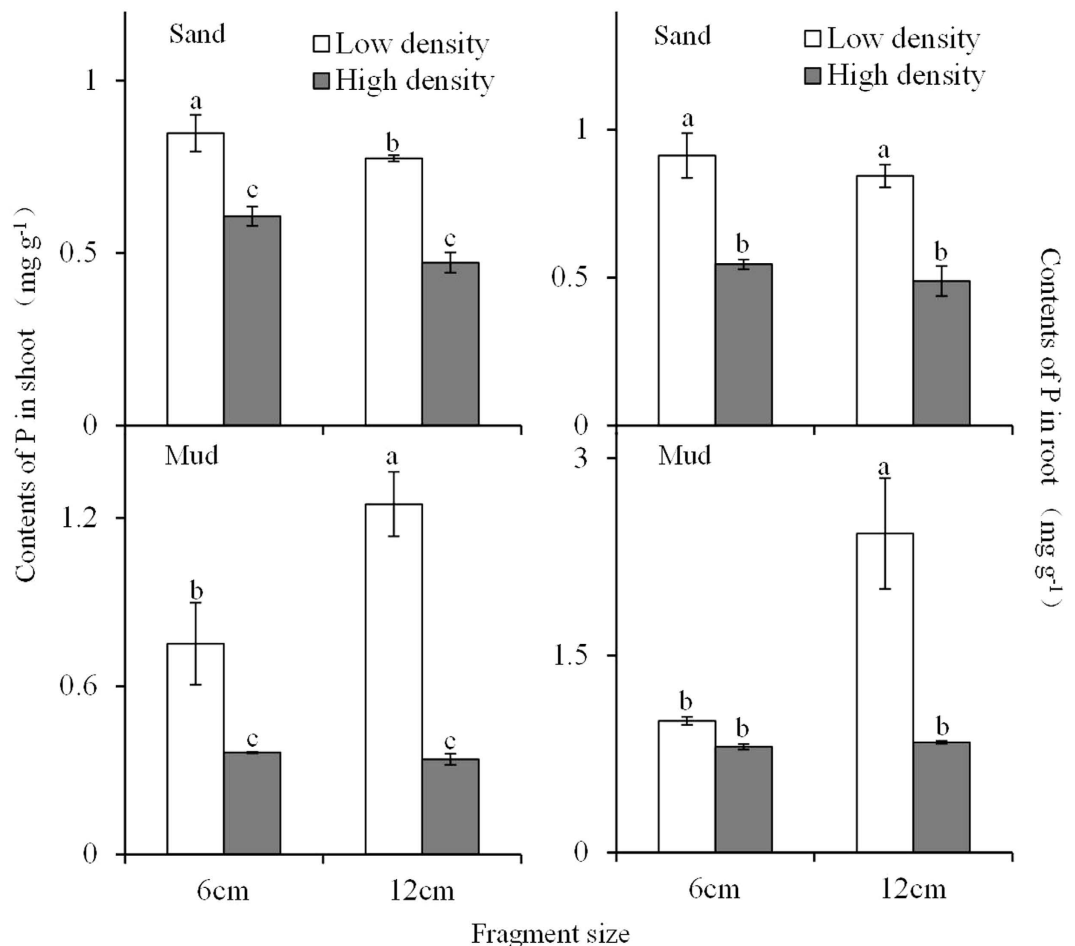 Sand
Low density
High density
1
a
b
c
c
0.5
0
Contents of P in shoot（mg g-1）
Sand
Low density
High density
1
a
a
b
b
0.5
0
Contents of P in root（mg g-1）
Mud
1.2
a
b
c
c
0.6
0
6cm
12cm
Mud
3
a
1.5
b
b
b
0
6cm
12cm
Fragment size